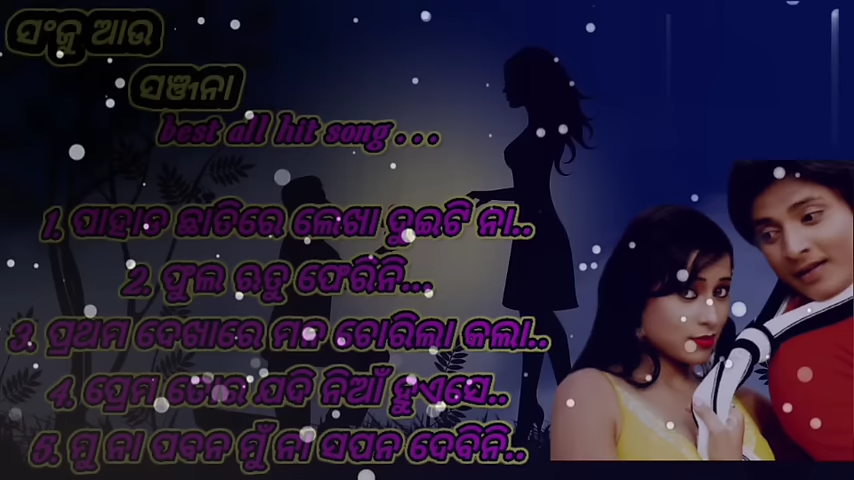 ସଂଜୁ ଆଉ
ସଞ୍ଜନା
best all hit song . . .
1. ପାହାଡ ଛାତିରେ ଲେଖା ଦୁଇଟି ନା..
2. ଫୁଲ ରତୁ ଫେରିନି...
3. ପ୍ରଥମ ଦେଖାରେ ମନ ଚୋରିଲା କଲା..
4. ପ୍ରେମ ତୋର ଯଦି ନିଆଁ ହୁଏସେ..
5. ମୁ ନା ପବନ ମୁଁ ନା ସପନ ଦେବିନି..